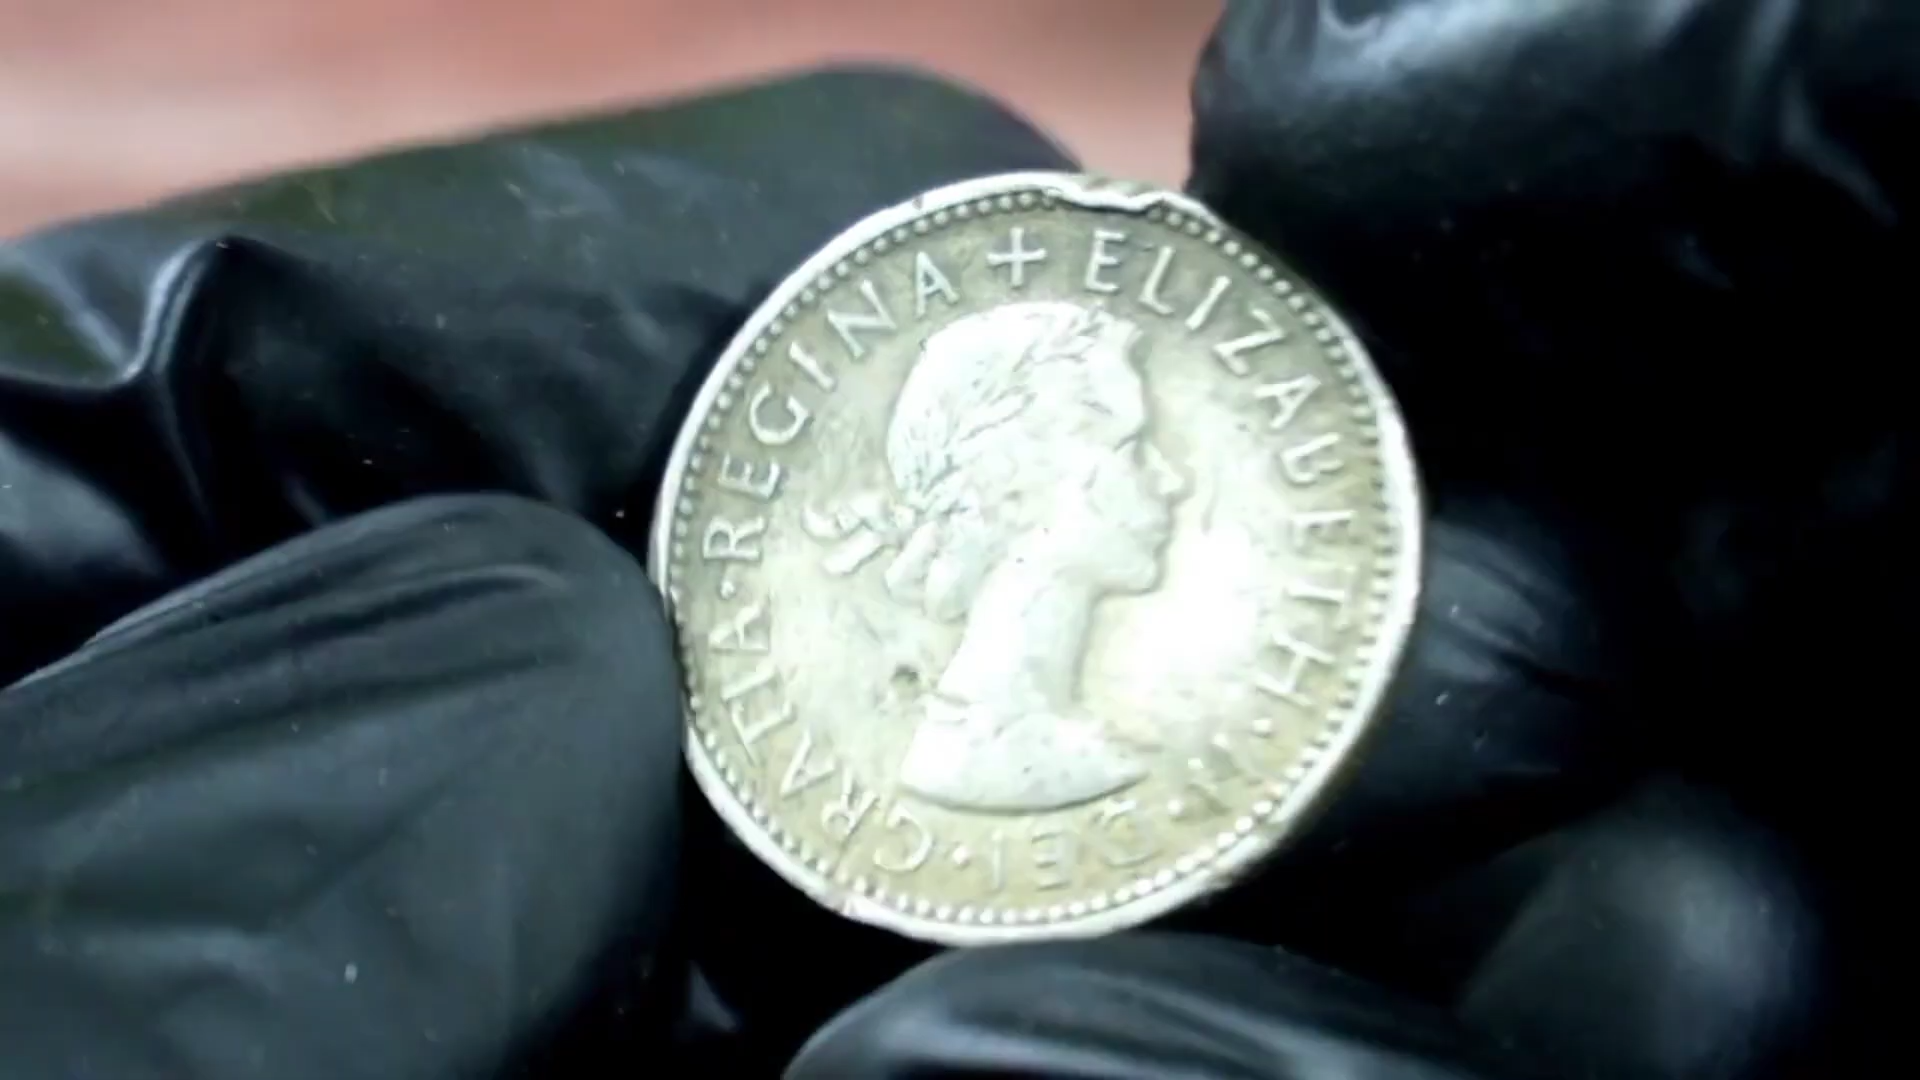 + ELIZABETH · II · DEI · GRATIA · REGINA